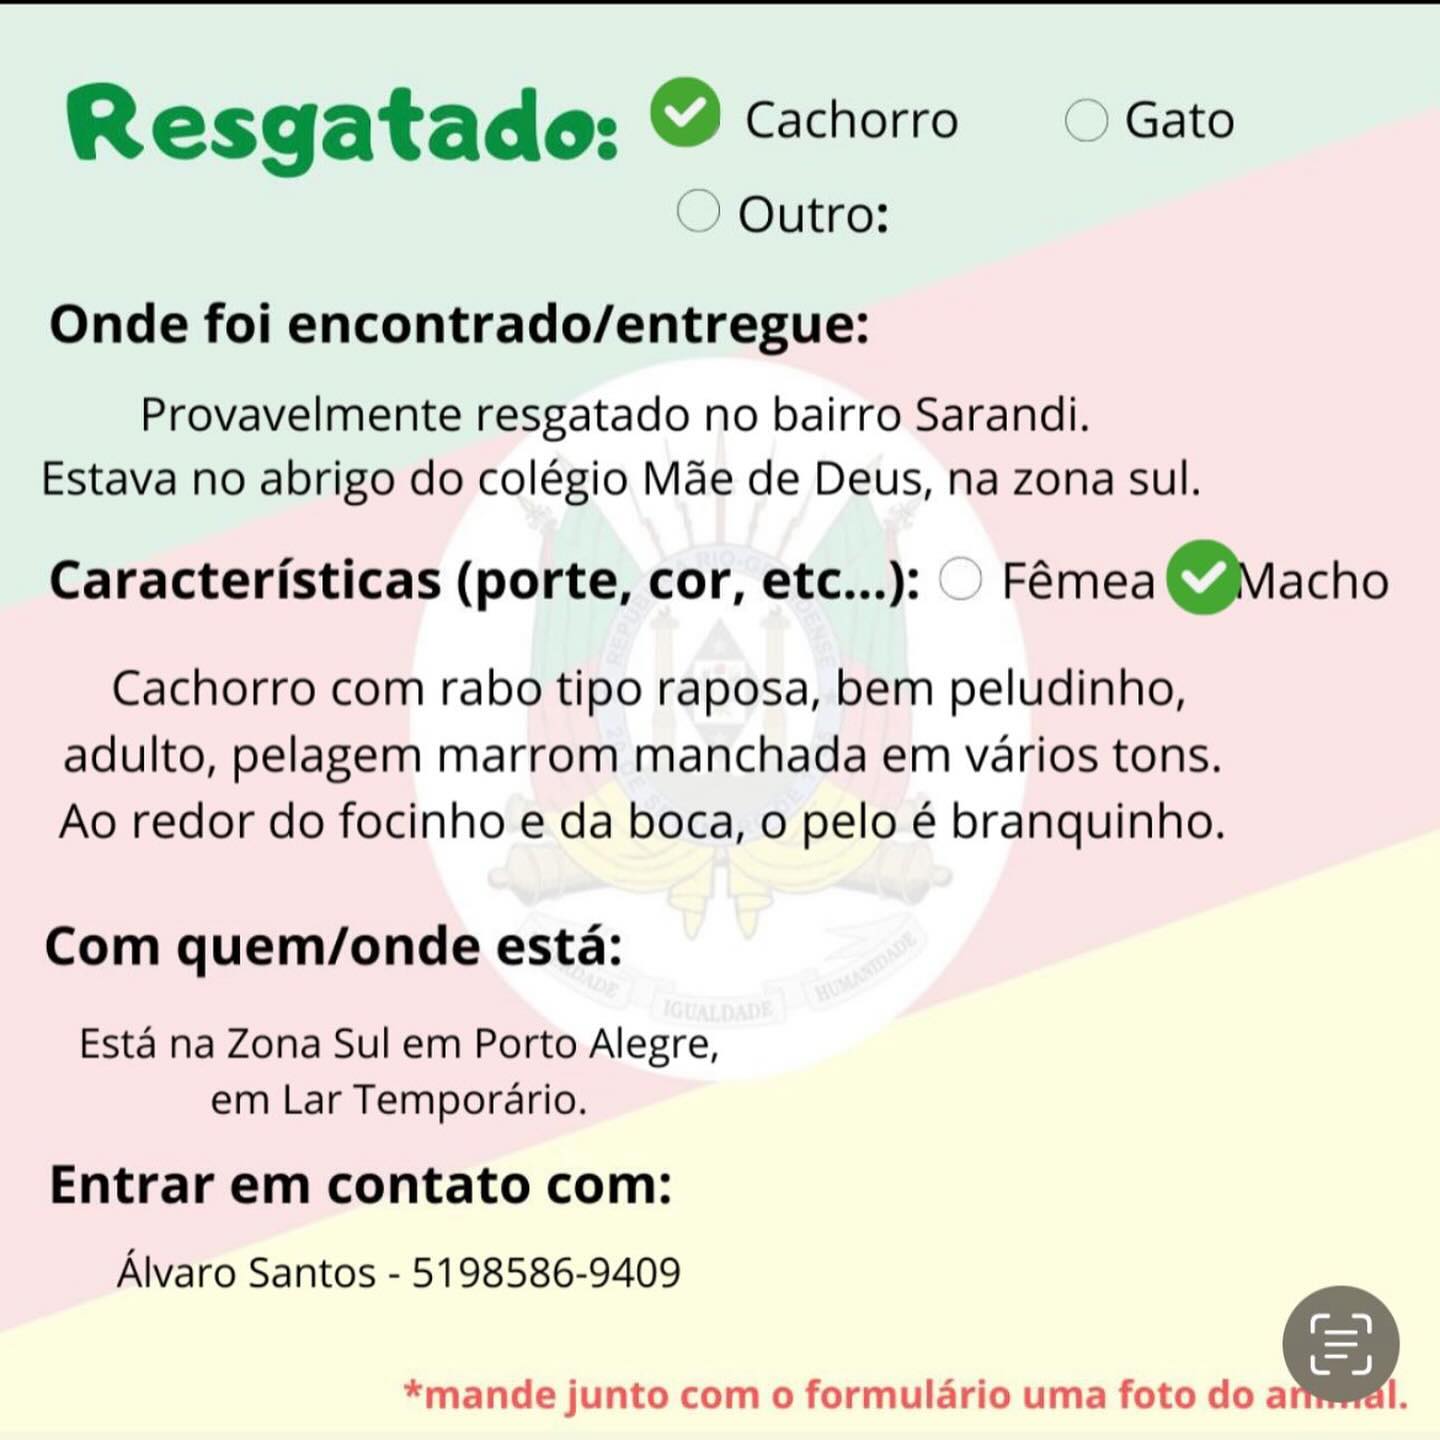 Resgatado: Cachorro Gato
Outro:
Onde foi encontrado/entregue:
Provavelmente resgatado no bairro Sarandi.
Estava no abrigo do colégio Mãe de Deus, na zona sul.
Características (porte, cor, etc...): Fêmea Macho
Cachorro com rabo tipo raposa, bem peludinho,
adulto, pelagem marrom manchada em vários tons.
Ao redor do focinho e da boca, o pelo é branquinho.
Com quem/onde está:
IGUALDADE
HUMANIDADE
Está na Zona Sul em Porto Alegre,
em Lar Temporário.
Entrar em contato com:
Álvaro Santos - 5198586-9409
*mande junto com o formulário uma foto do animal.